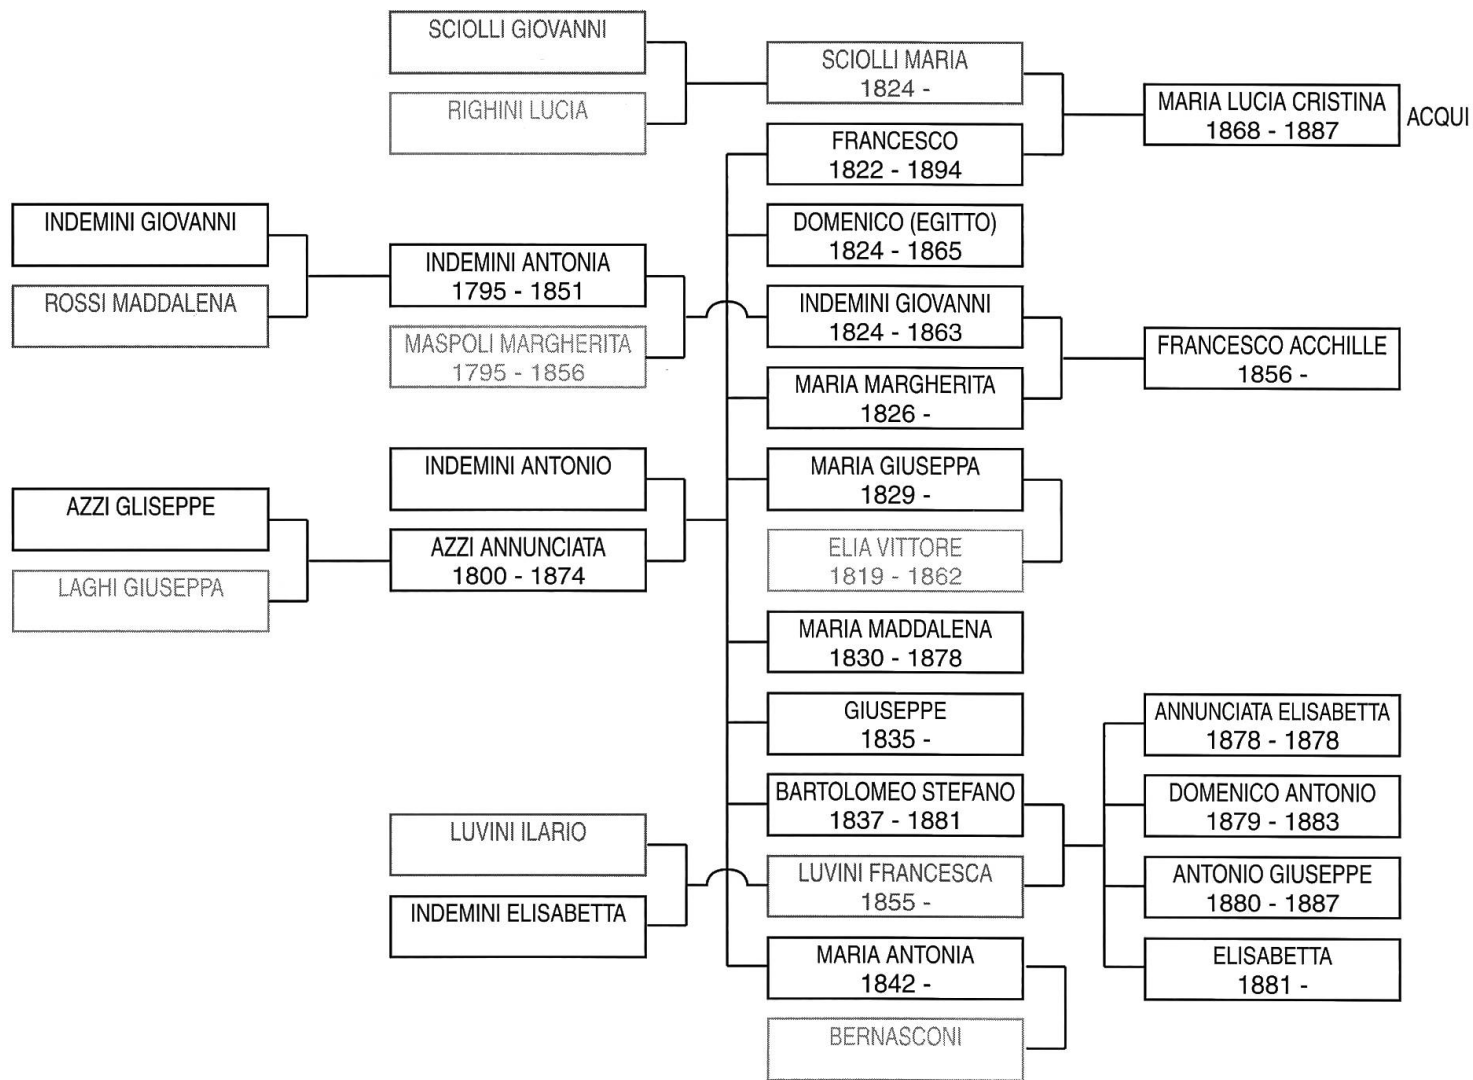 INDEMINI GIOVANNI
ROSSI MADDALENA
AZZI GLISEPPE
LAGHI GIUSEPPA
SCIOLLI GIOVANNI
RIGHINI LUCIA
INDEMINI ANTONIA
1795 - 1851
MASPOLI MARGHERITA
1795 - 1856
INDEMINI ANTONIO
AZZI ANNUNCIATA
1800 - 1874
LUVINI ILARIO
INDEMINI ELISABETTA
SCIOLLI MARIA
1824 -
FRANCESCO
1822 - 1894
DOMENICO (EGITTO)
1824 - 1865
INDEMINI GIOVANNI
1824 - 1863
MARIA MARGHERITA
1826 -
MARIA GIUSEPPA
1829 -
ELIA VITTORE
1819 - 1862
MARIA MADDALENA
1830 - 1878
GIUSEPPE
1835 -
BARTOLOMEO STEFANO
1837 - 1881
LUVINI FRANCESCA
1855 -
MARIA ANTONIA
1842 -
BERNASCONI
MARIA LUCIA CRISTINA
1868 - 1887
ACQUI
FRANCESCO ACCHILLE
1856 -
ANNUNCIATA ELISABETTA
1878 - 1878
DOMENICO ANTONIO
1879 - 1883
ANTONIO GIUSEPPE
1880 - 1887
ELISABETTA
1881 -